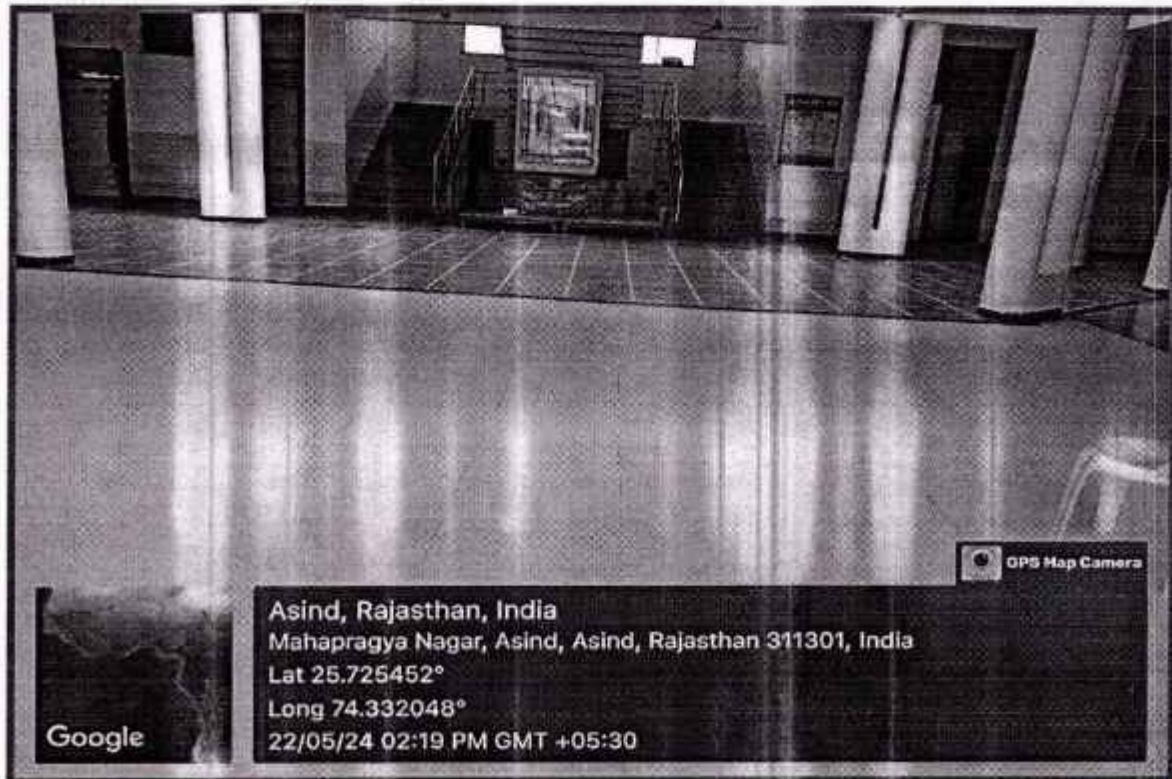 GPS Map Camera
Asind, Rajasthan, India
Mahapragya Nagar, Asind, Asind, Rajasthan 311301, India
Lat 25.725452°
Long 74.332048°
22/05/24 02:19 PM GMT +05:30
Google